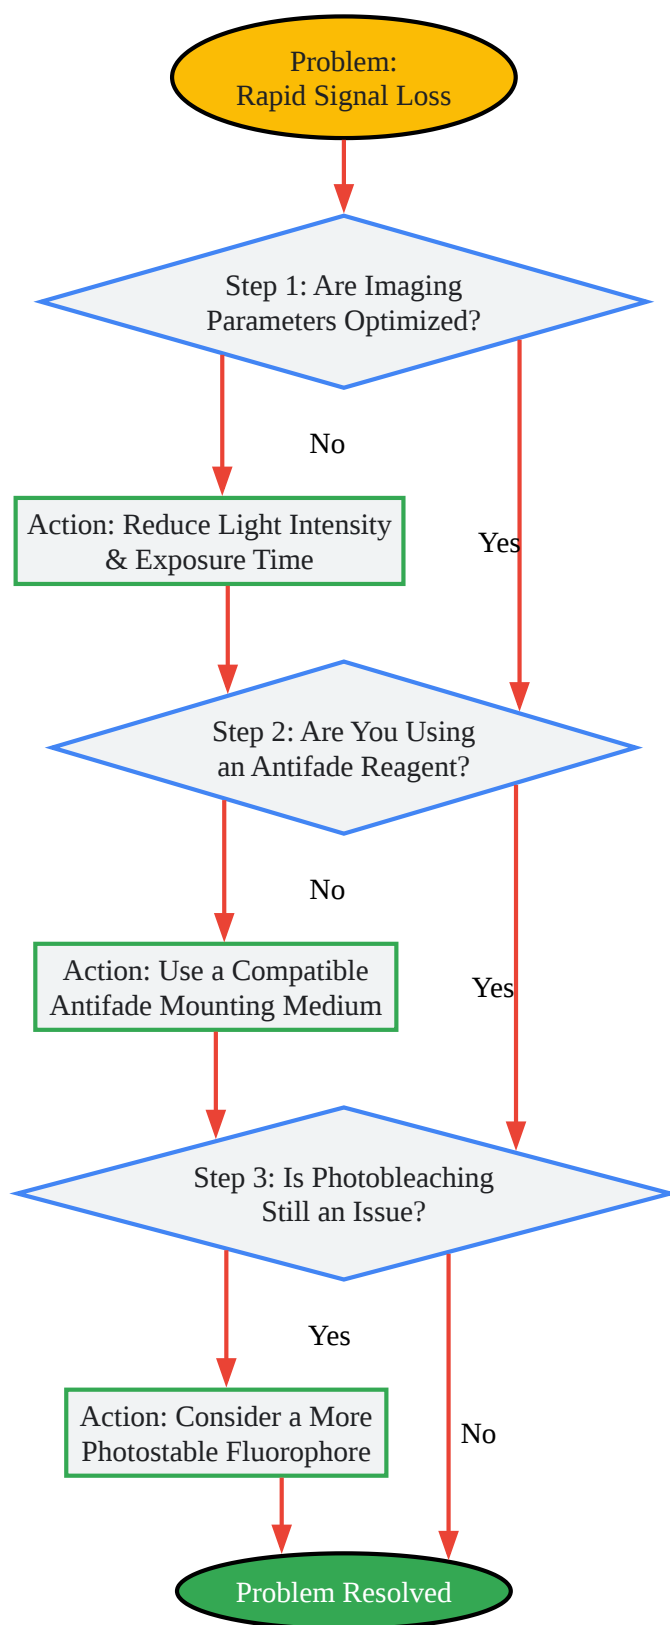 Problem:
Rapid Signal Loss
Step 1: Are Imaging
Parameters Optimized?
No
Action: Reduce Light Intensity
& Exposure Time
Yes
Step 2: Are You Using
an Antifade Reagent?
No
Action: Use a Compatible
Antifade Mounting Medium
Yes
Step 3: Is Photobleaching
Still an Issue?
Yes
Action: Consider a More
Photostable Fluorophore
No
Problem Resolved